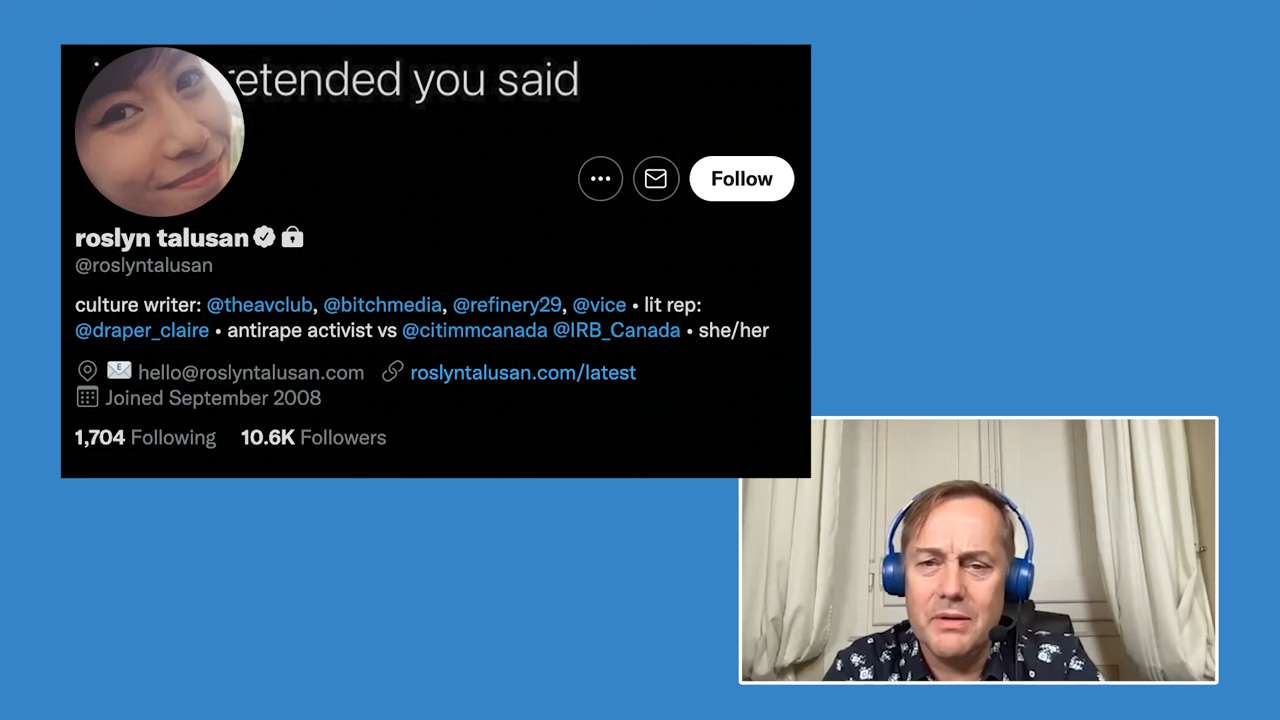 retended you said
Follow
roslyn talusan
@roslyntalusan
culture writer: @theavclub, @bitchmedia, @refinery29, @vice • lit rep:
@draper_claire • antirape activist vs @citimmcanada @IRB_Canada • she/her
E hello@roslyntalusan.com roslyntalusan.com/latest
Joined September 2008
1,704 Following 10.6K Followers